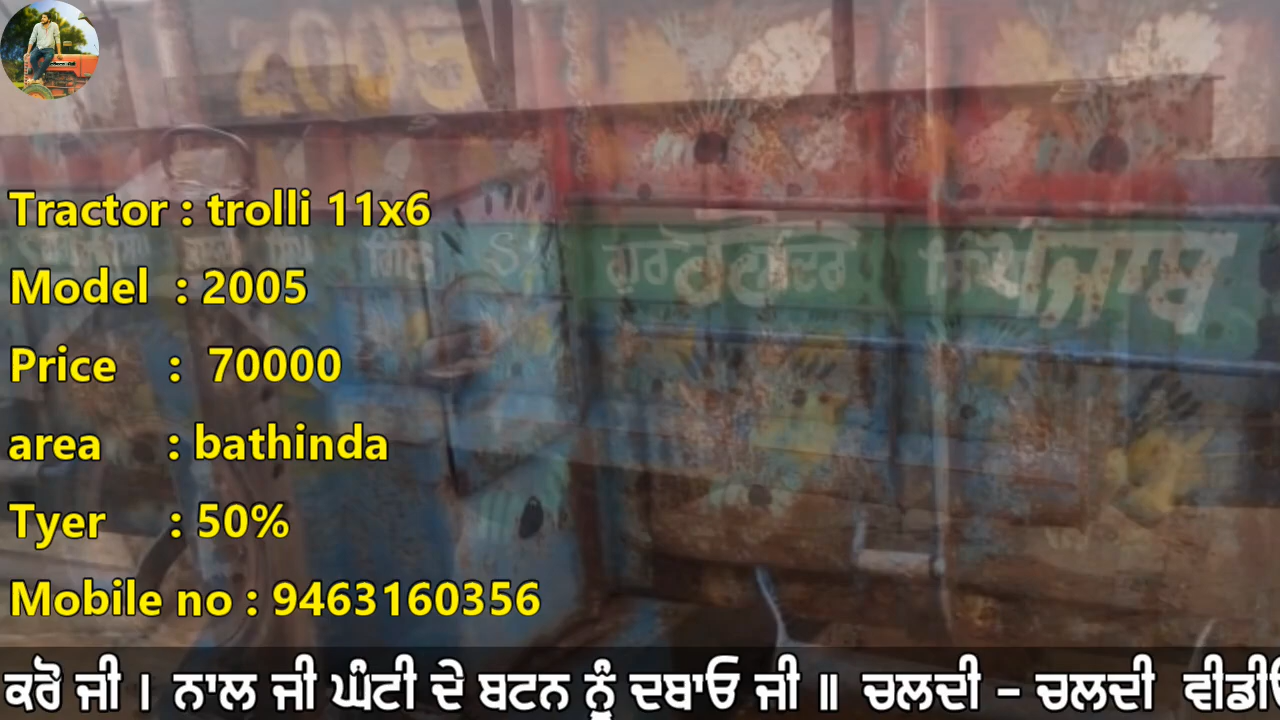 2005
Tractor : trolli 11x6
Model : 2005
Price : 70000
area : bathinda
Tyer : 50%
Mobile no : 9463160356
ਪੰਜਾਬ
ਕਰੋ ਜੀ । ਨਾਲ ਜੀ ਘੰਟੀ ਦੇ ਬਟਨ ਨੂੰ ਦਬਾਓ ਜੀ ॥ ਚਲਦੀ - ਚਲਦੀ